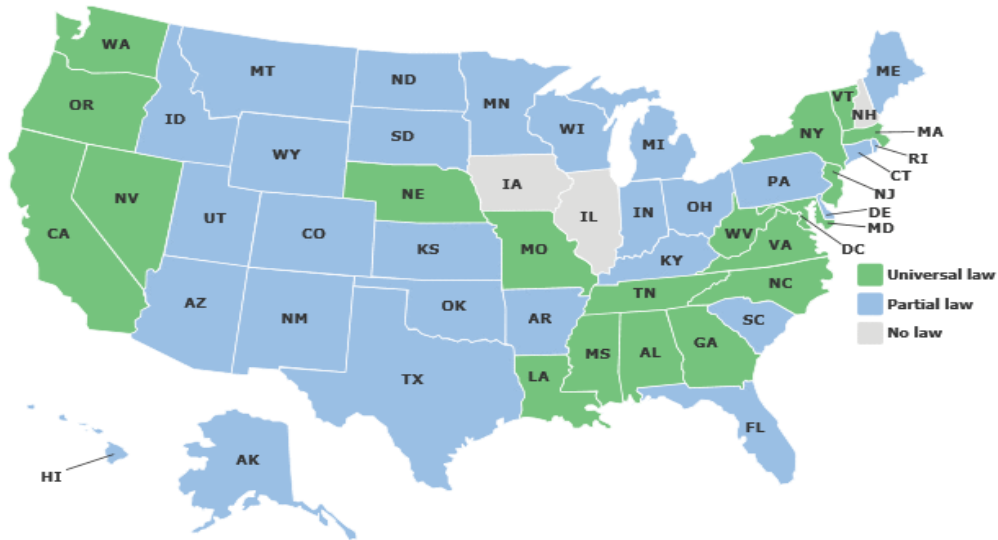 WA
MT
ND
MN
ME
OR
ID
SD
WI
MI
VT
NH
NY
MA
WY
RI
CT
NV
NE
IA
PA
NJ
UT
CO
IL
IN
OH
DE
MD
CA
KS
MO
WV
VA
DC
KY
AZ
NM
OK
TN
NC
Universal law
AR
SC
Partial law
TX
MS
AL
GA
No law
LA
FL
AK
HI